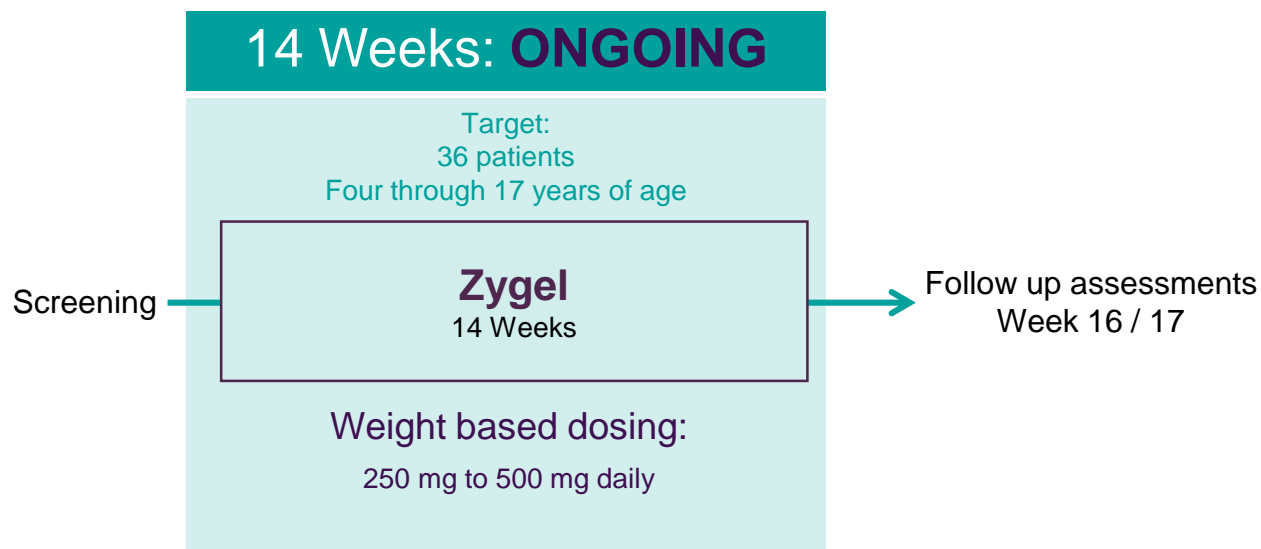 14 Weeks: ONGOING
Target:
36 patients
Four through 17 years of age
Screening
Zygel
14 Weeks
Follow up assessments
Week 16 / 17
Weight based dosing:
250 mg to 500 mg daily